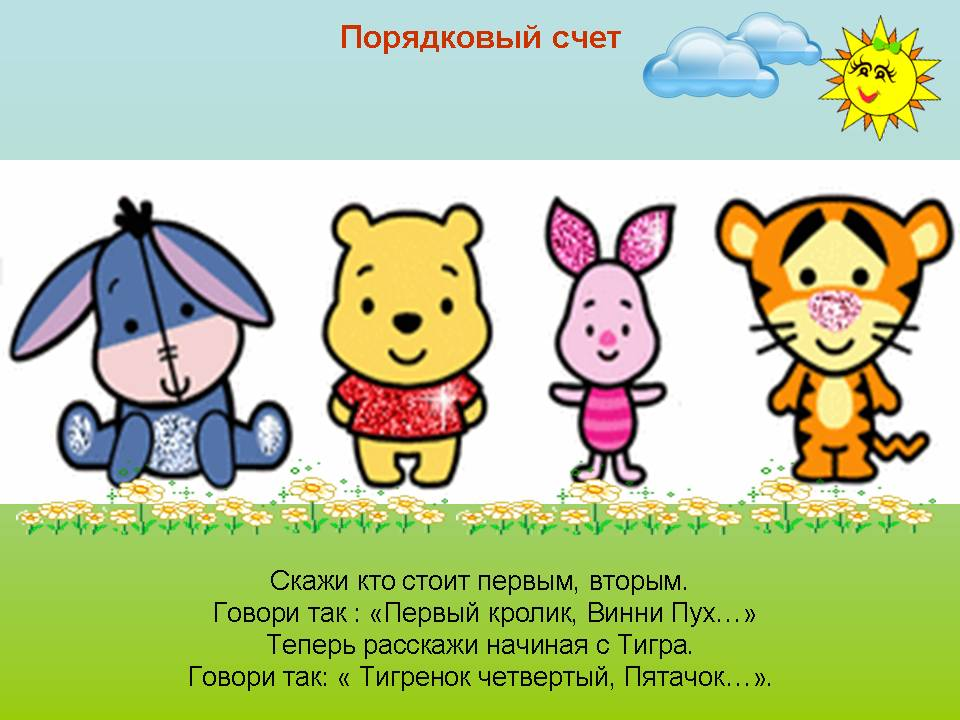 Порядковый счет
Скажи кто стоит первым, вторым.
Говори так : «Первый кролик, Винни Пух…»
Теперь расскажи начиная с Тигра.
Говори так: « Тигренок четвертый, Пятачок…».